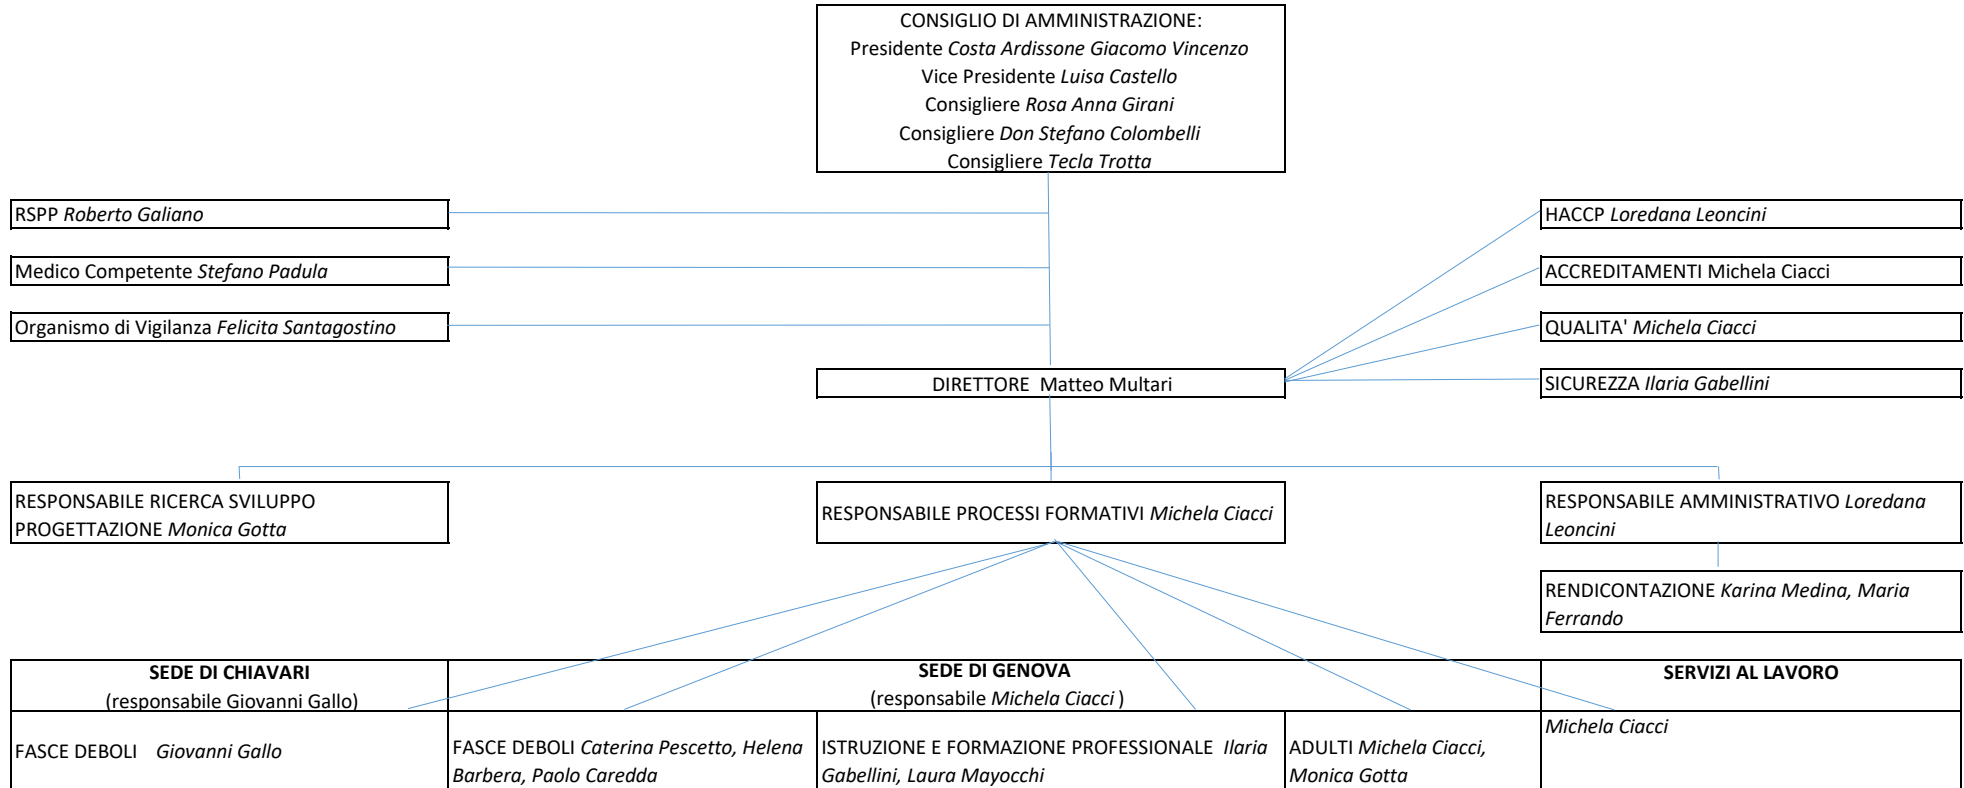 CONSIGLIO DI AMMINISTRAZIONE:
Presidente Costa Ardissone Giacomo Vincenzo
Vice Presidente Luisa Castello
Consigliere Rosa Anna Girani
Consigliere Don Stefano Colombelli
Consigliere Tecla Trotta
RSPP Roberto Galiano
HACCP Loredana Leoncini
Medico Competente Stefano Padula
ACCREDITAMENTI Michela Ciacci
Organismo di Vigilanza Felicita Santagostino
QUALITA' Michela Ciacci
DIRETTORE Matteo Multari
SICUREZZA Ilaria Gabellini
RESPONSABILE RICERCA SVILUPPO
PROGETTAZIONE Monica Gotta
RESPONSABILE PROCESSI FORMATIVI Michela Ciacci
RESPONSABILE AMMINISTRATIVO Loredana
Leoncini
RENDICONTAZIONE Karina Medina, Maria
Ferrando
SEDE DI CHIAVARI
(responsabile Giovanni Gallo)
SEDE DI GENOVA
(responsabile Michela Ciacci )
SERVIZI AL LAVORO
FASCE DEBOLI Giovanni Gallo
FASCE DEBOLI Caterina Pescetto, Helena
Barbera, Paolo Caredda
ISTRUZIONE E FORMAZIONE PROFESSIONALE Ilaria
Gabellini, Laura Mayocchi
ADULTI Michela Ciacci,
Monica Gotta
Michela Ciacci